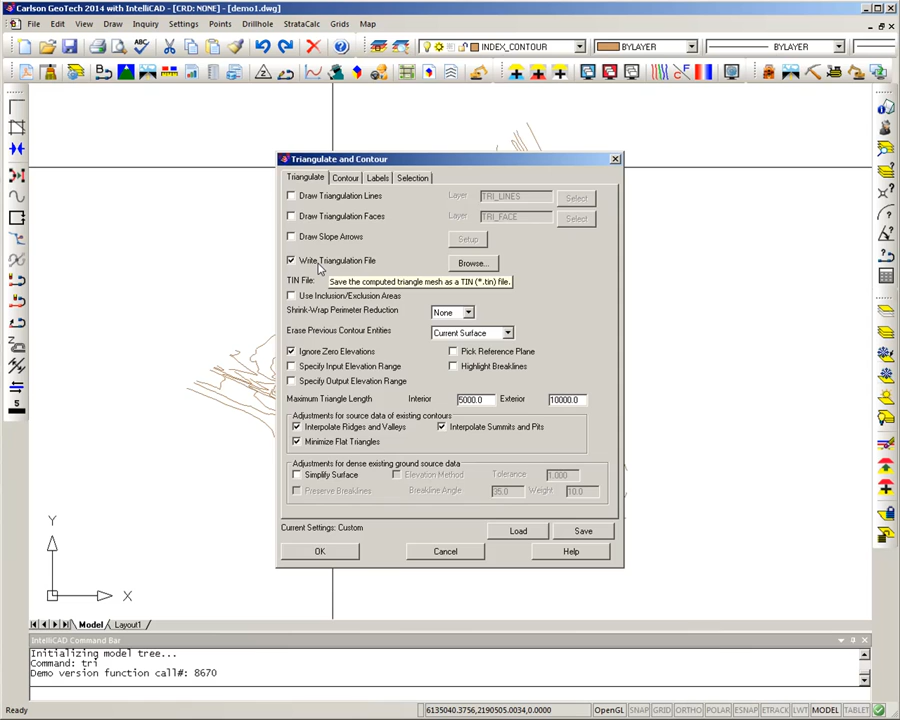 Carlson GeoTech 2014 with IntelliCAD - [CRD: NONE] - [demo1.dwg]
File Edit View Draw Inquiry Settings Points Drillhole StrataCalc Grid Map
INDEX_CONTOUR BYLAYER BYLAYER
Triangulate and Contour
Triangulate Contour Labels Selection
Draw Triangulation Lines Layer TRI_LINES Select
Draw Triangulation Faces Layer TRI_FACE Select
Draw Slope Arrows Setup
Write Triangulation File Browse...
TIN File: Save the computed triangle mesh as a TIN (*.tin) file.
Use Inclusion/Exclusion Areas
Shrink-Wrap Perimeter Reduction None
Erase Previous Contour Entities Current Surface
Ignore Zero Elevations Pick Reference Plane
Specify Input Elevation Range Highlight Breaklines
Specify Output Elevation Range
Maximum Triangle Length Interior 5000.0 Exterior 10000.0
Adjustments for source data of existing contours
Interpolate Ridges and Valleys Interpolate Summits and Pits
Minimize Flat Triangles
Adjustments for dense existing ground source data
Simplify Surface Elevation Method Tolerance 1.000
Preserve Breaklines Breakline Angle 35.0 Weight 10.0
Current Settings: Custom Load Save
OK Cancel Help
5
Y
X
Model Layout1
IntelliCAD Command Bar
Initializing model tree...
Command: tri
Demo version function call#: 8670
Ready 6135040.3756,2190505.0034,0.0000 OpenGL SNAP GRID ORTHO POLAR ESNAP ETRACK LWT MODEL TABLET